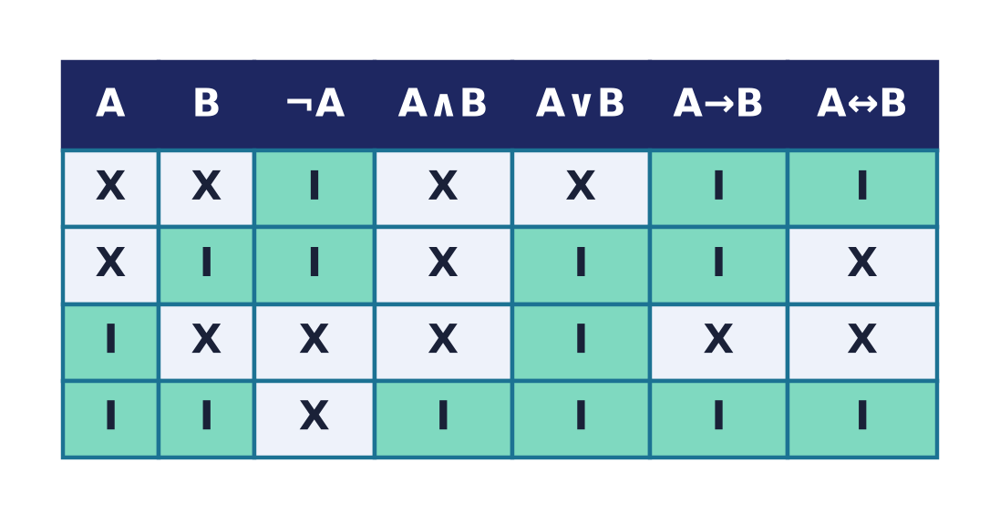 A B ¬A A∧B A∨B A→B A↔B
X X I X X I I
X I I X I I X
I X X X I X X
I I X I I I I